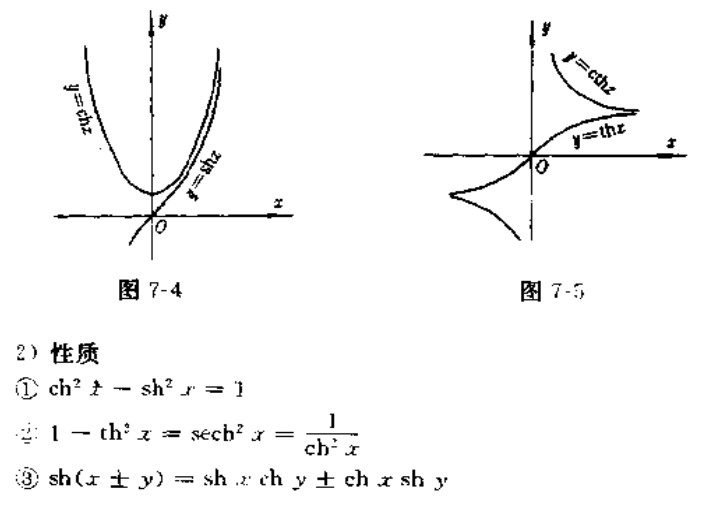 y
y=chx
y=shx
x
O
图 7-4
y
y=cthx
y=thx
x
O
图 7-5
2) 性质
① ch² x − sh² x = 1
② 1 − th² x = sech² x = 1/ch² x
③ sh(x ± y) = sh x ch y ± ch x sh y